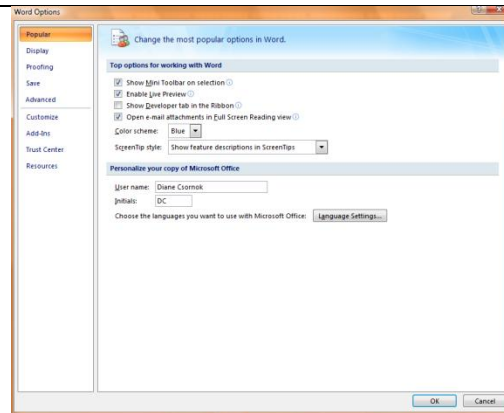 Word Options
Popular
Display
Proofing
Save
Advanced
Customize
Add-Ins
Trust Center
Resources
Change the most popular options in Word.
Top options for working with Word
Show Mini Toolbar on selection
Enable Live Preview
Show Developer tab in the Ribbon
Open e-mail attachments in Full Screen Reading view
Color scheme: Blue
ScreenTip style: Show feature descriptions in ScreenTips
Personalize your copy of Microsoft Office
User name: Diane Csornok
Initials: DC
Choose the languages you want to use with Microsoft Office: Language Settings...
OK Cancel